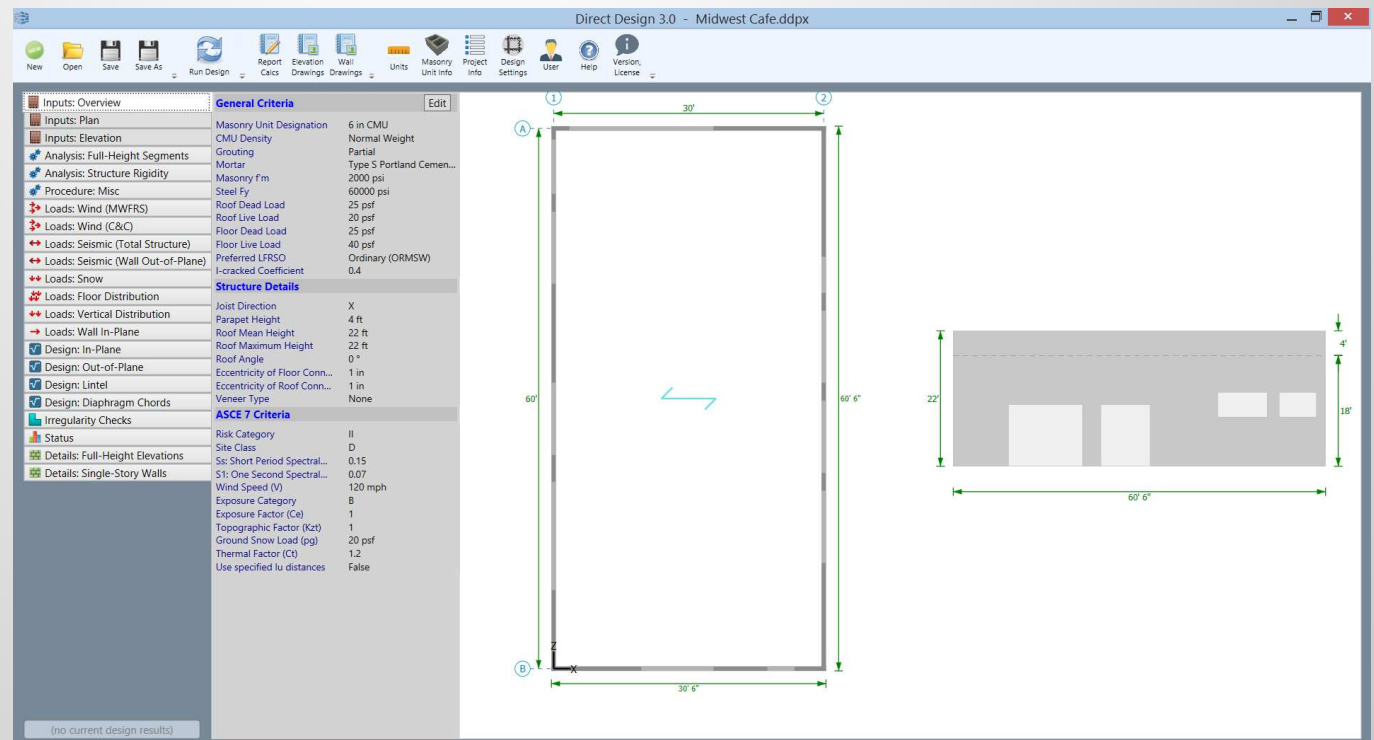 Direct Design 3.0 - Midwest Cafe.ddpx
New
Open
Save
Save As
Run Design
Report Calcs
Elevation Drawings
Wall Drawings
Units
Masonry Unit Info
Project Info
Design Settings
User
Help
Version, License
Inputs: Overview
Inputs: Plan
Inputs: Elevation
Analysis: Full-Height Segments
Analysis: Structure Rigidity
Procedure: Misc
Loads: Wind (MWFRS)
Loads: Wind (C&C)
Loads: Seismic (Total Structure)
Loads: Seismic (Wall Out-of-Plane)
Loads: Snow
Loads: Floor Distribution
Loads: Vertical Distribution
Loads: Wall In-Plane
Design: In-Plane
Design: Out-of-Plane
Design: Lintel
Design: Diaphragm Chords
Irregularity Checks
Status
Details: Full-Height Elevations
Details: Single-Story Walls
(no current design results)
General Criteria Edit
Masonry Unit Designation 6 in CMU
CMU Density Normal Weight
Grouting Partial
Mortar Type S Portland Cemen...
Masonry f'm 2000 psi
Steel Fy 60000 psi
Roof Dead Load 25 psf
Roof Live Load 20 psf
Floor Dead Load 25 psf
Floor Live Load 40 psf
Preferred LFRSO Ordinary (ORMSW)
I-cracked Coefficient 0.4
Structure Details
Joist Direction X
Parapet Height 4 ft
Roof Mean Height 22 ft
Roof Maximum Height 22 ft
Roof Angle 0 °
Eccentricity of Floor Conn... 1 in
Eccentricity of Roof Conn... 1 in
Veneer Type None
ASCE 7 Criteria
Risk Category II
Site Class D
Ss: Short Period Spectral... 0.15
S1: One Second Spectral... 0.07
Wind Speed (V) 120 mph
Exposure Category B
Exposure Factor (Ce) 1
Topographic Factor (Kzt) 1
Ground Snow Load (pg) 20 psf
Thermal Factor (Ct) 1.2
Use specified lu distances False
1
2
30'
A
60'
60' 6"
Z
X
B
30' 6"
4'
22'
18'
60' 6"